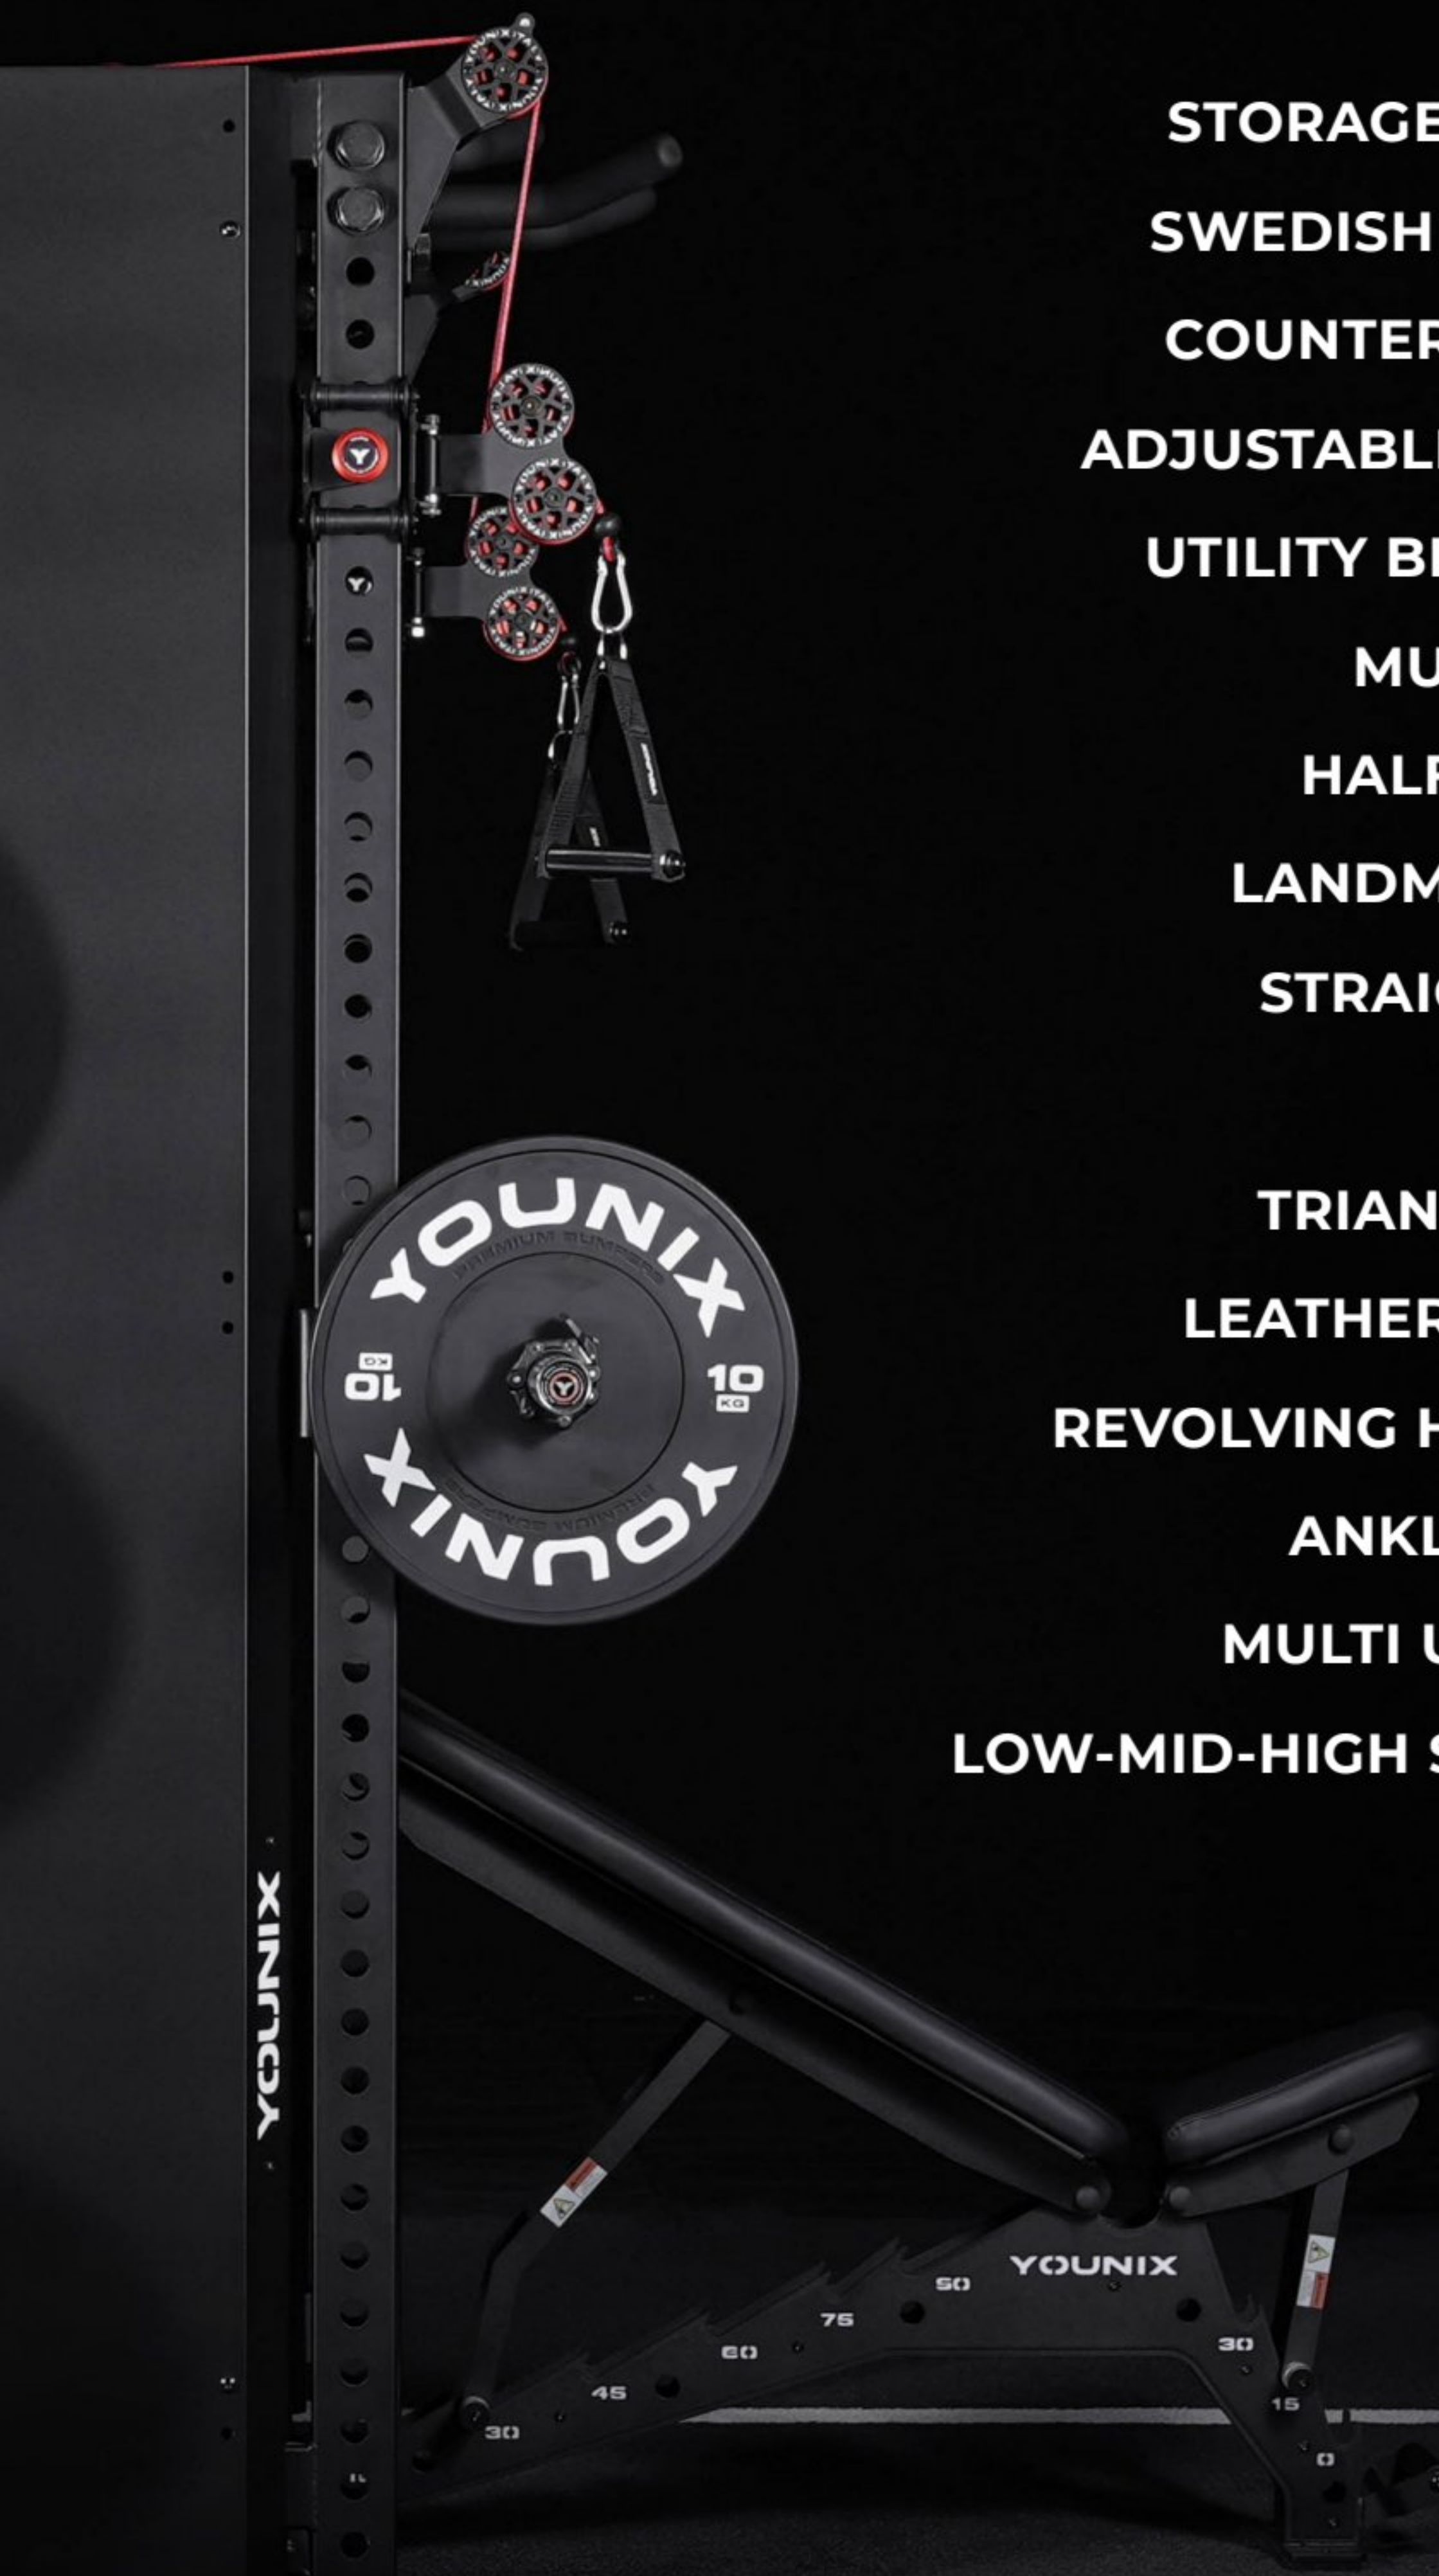 STORAGE
SWEDISH
COUNTER
ADJUSTABL
UTILITY B
MU
HALF
LANDM
STRAI
TRIAN
LEATHER
REVOLVING H
ANKL
MULTI U
LOW-MID-HIGH S
YOUNIX
PREMIUM BUMPERS
10 KG
10 KG
PREMIUM BUMPERS
YOUNIX
YOUNIX
YOUNIX
50
75
60
45
30
30
15
0